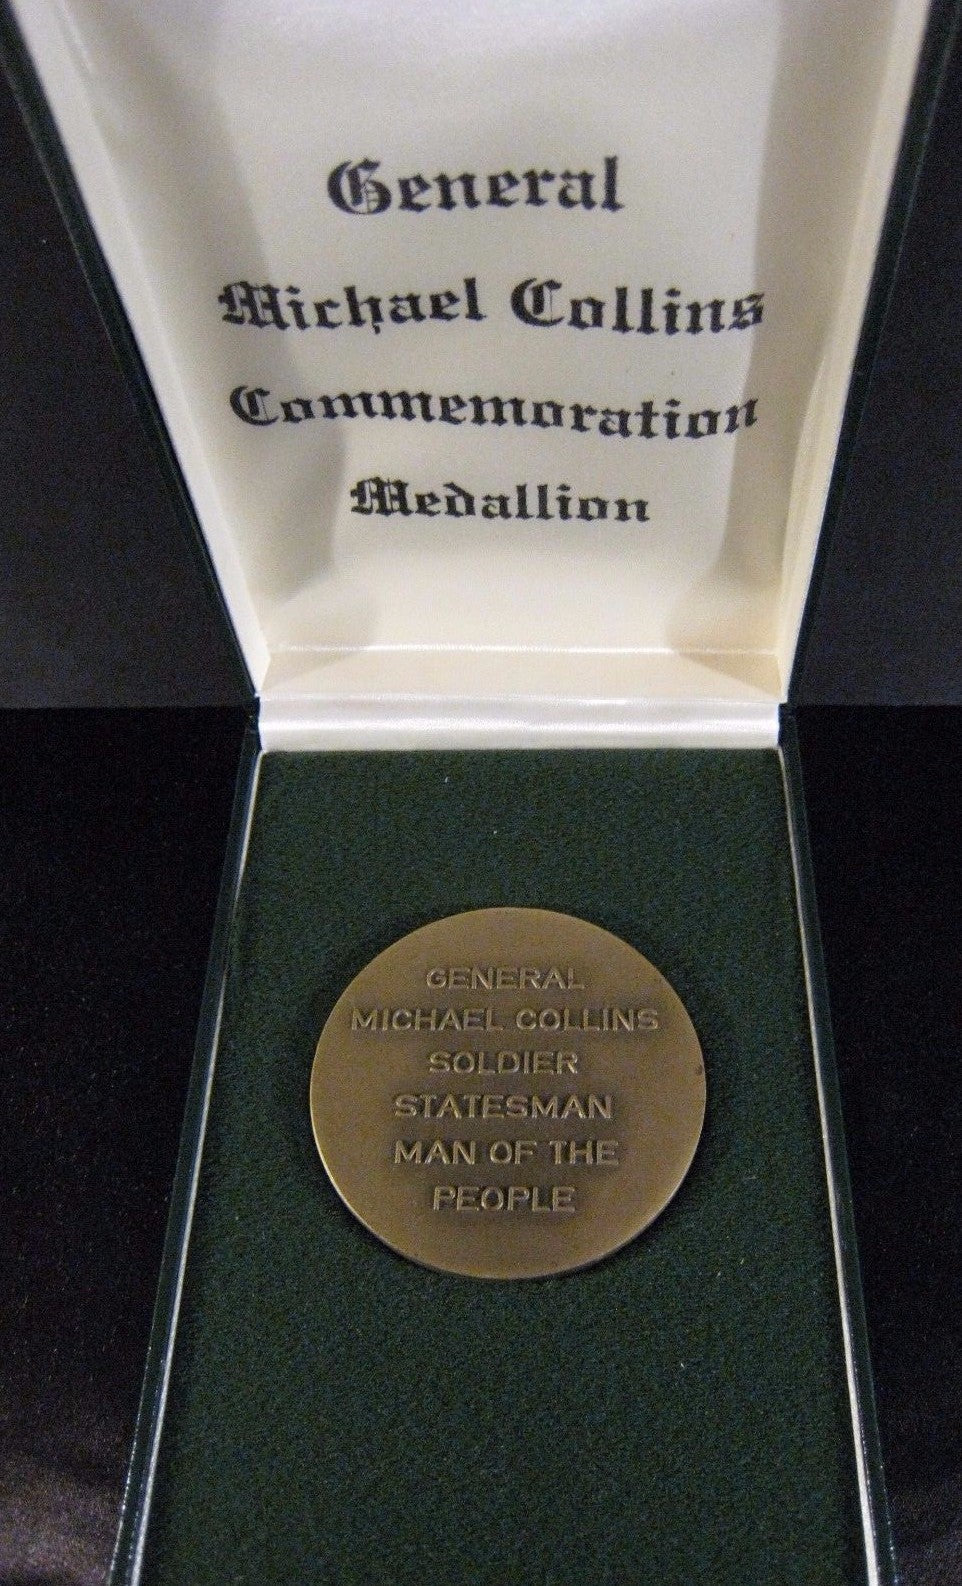 General
Michael Collins
Commemoration
Medallion
GENERAL
MICHAEL COLLINS
SOLDIER
STATESMAN
MAN OF THE
PEOPLE